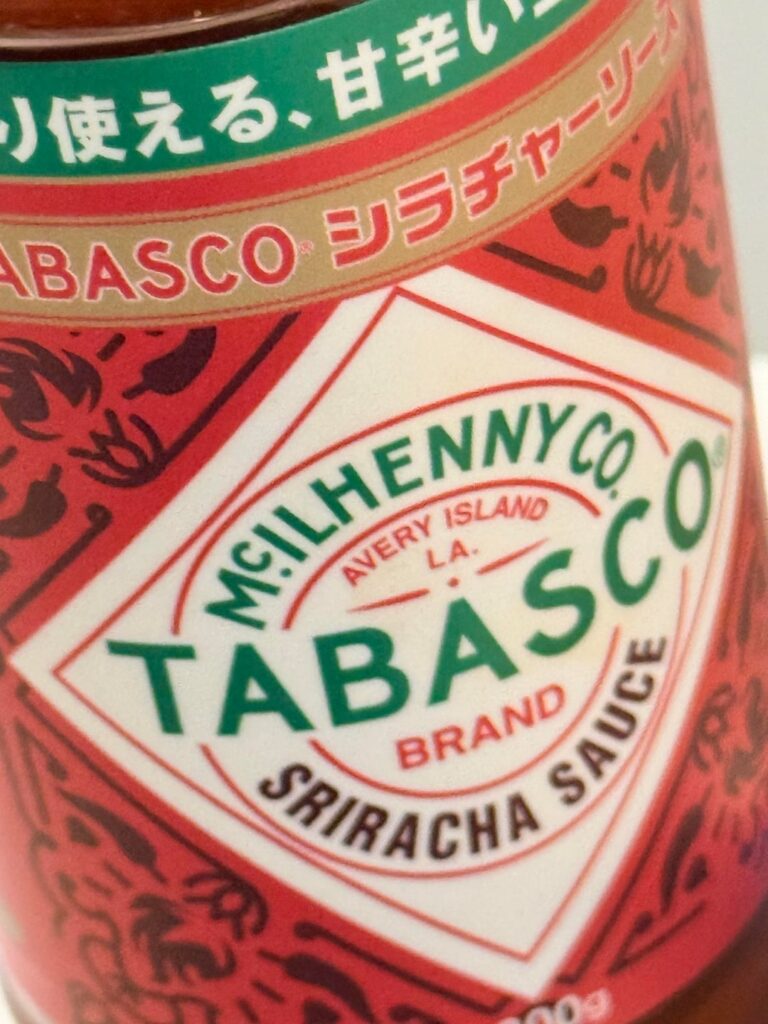 り使える、甘辛い
TABASCO® シラチャーソース
McILHENNY CO.
AVERY ISLAND
LA.
TABASCO®
BRAND
SRIRACHA SAUCE